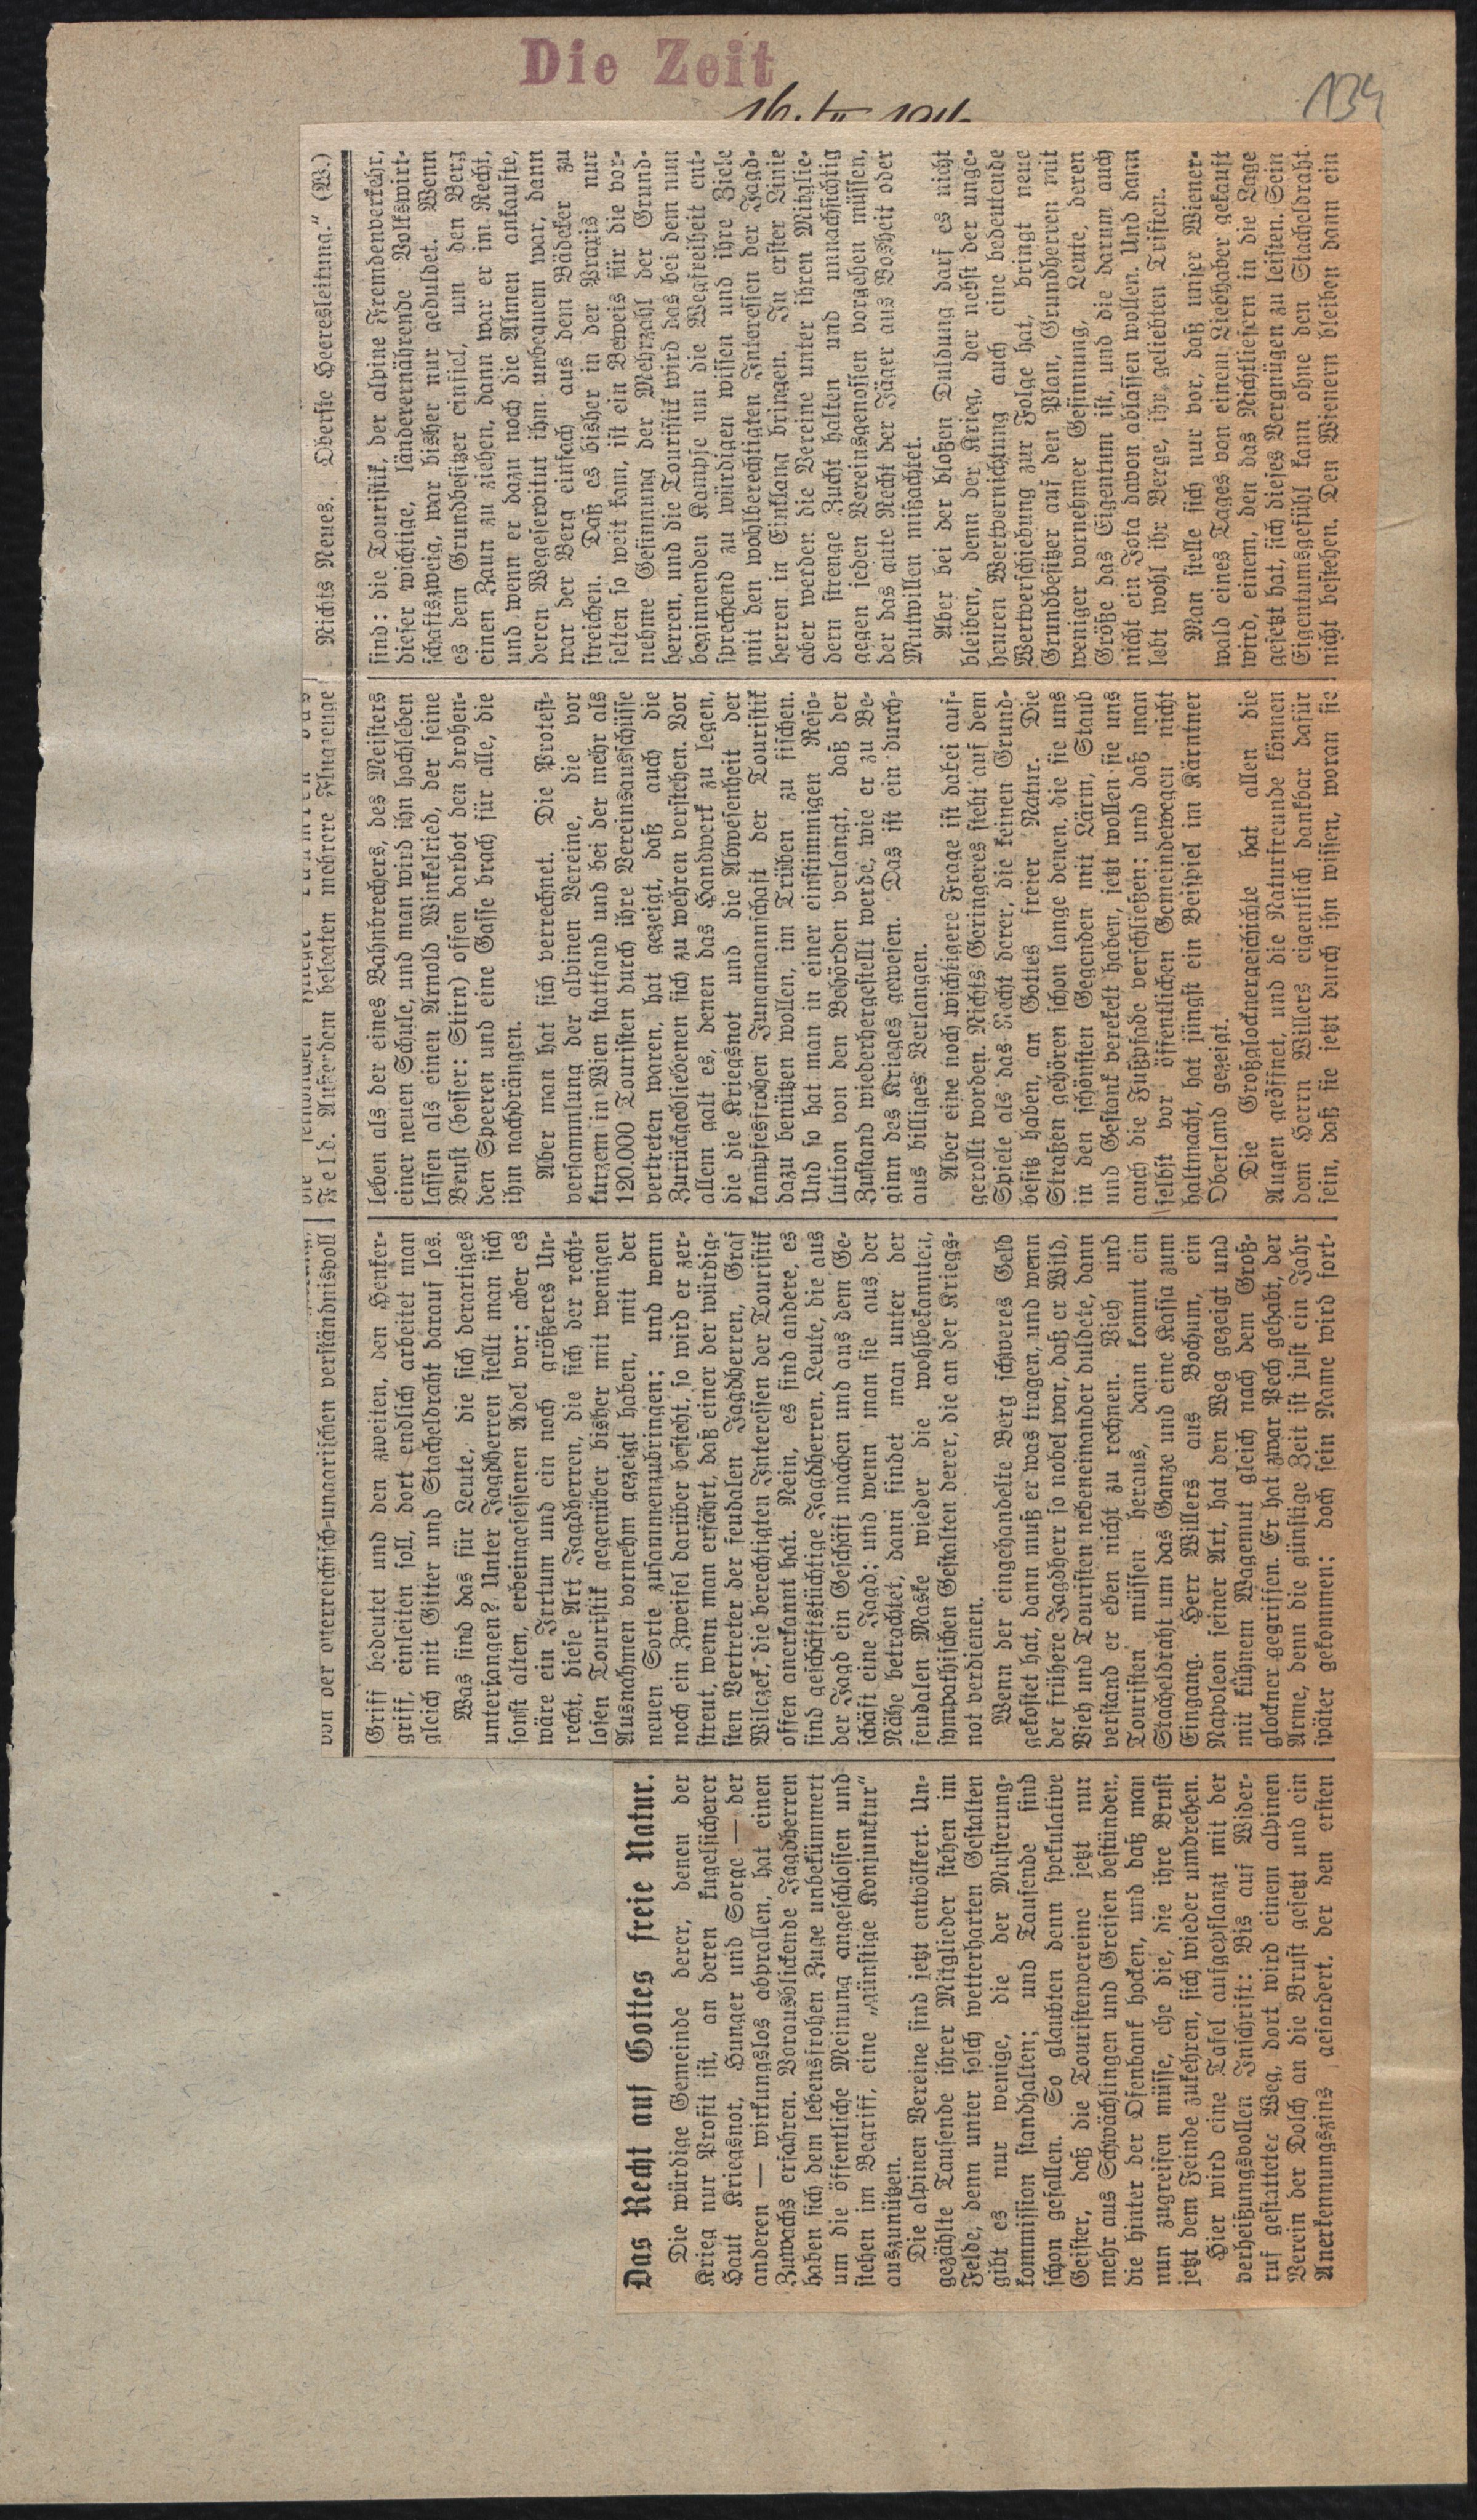 Die Zeit
134
Das Recht auf Gottes freie Natur.
Die würdige Gemeinde derer, denen der
Krieg nur Profit ist, an deren kugelsicherer
Haut Kriegsnot, Hunger und Sorge — der
anderen — wirkungslos abprallen, hat einen
Zuwachs erfahren. Vorausblickende Jagdherren
haben sich dem lebensfrohen Zuge unbekümmert
um die öffentliche Meinung angeschlossen und
stehen im Begriff, eine „günstige Konjunktur“
auszunützen.
Die alpinen Vereine sind jetzt entvölkert. Un-
gezählte Tausende ihrer Mitglieder stehen im
Felde, denn unter solch wetterharten Gestalten
gibt es nur wenige, die der Musterung-
kommission standhalten; und Tausende sind
schon gefallen. So glaubten denn spekulative
Geister, daß die Touristenvereine jetzt nur
mehr aus Schwächlingen und Greisen bestünden,
die hinter der Ofenbank hocken, und daß man
nun zugreifen müsse, ehe die, die ihre Brust
jetzt dem Feinde zukehren, sich wieder umdrehen.
Hier wird eine Tafel aufgepflanzt mit der
verheißungsvollen Inschrift: Bis auf Wider-
ruf gestatteter Weg, dort wird einem alpinen
Verein der Dolch an die Brust gesetzt und ein
Anerkennungszins gefordert, der den ersten
von der österreichisch-ungarischen verständnisvoll
Griff bedeutet und den zweiten, den Henker-
griff, einleiten soll, dort endlich arbeitet man
gleich mit Gitter und Stacheldraht darauf los.
Was sind das für Leute, die sich derartiges
unterfangen? Unter Jagdherren stellt man sich
sonst alten, erbeingesessenen Adel vor; aber es
wäre ein Irrtum und ein noch größeres Un-
recht, diese Art Jagdherren, die sich der recht-
losen Touristik gegenüber bisher mit wenigen
Ausnahmen vornehm gezeigt haben, mit der
neuen Sorte zusammenzubringen; und wenn
noch ein Zweifel darüber besteht, so wird er zer-
streut, wenn man erfährt, daß einer der würdig-
sten Vertreter der feudalen Jagdherren, Graf
Wilczek, die berechtigten Interessen der Touristik
offen anerkannt hat. Nein, es sind andere, es
sind geschäftstüchtige Jagdherren, Leute, die aus
der Jagd ein Geschäft machen und aus dem Ge-
schäft eine Jagd; und wenn man sie aus der
Nähe betrachtet, dann findet man unter der
feudalen Maske wieder die wohlbekannten,
sympathischen Gestalten derer, die an der Kriegs-
not verdienen.
Wenn der eingehandelte Berg schweres Geld
gekostet hat, dann muß er was tragen, und wenn
der frühere Jagdherr so nobel war, daß er Wild,
Vieh und Touristen nebeneinander duldete, dann
verstand er eben nicht zu rechnen. Vieh und
Touristen müssen heraus, dann kommt ein
Stacheldraht um das Ganze und eine Kassa zum
Eingang. Herr Willers aus Bochum, ein
Napoleon seiner Art, hat den Weg gezeigt und
mit kühnem Wagemut gleich nach dem Groß-
glockner gegriffen. Er hat zwar Pech gehabt, der
Arme, denn die günstige Zeit ist just ein Jahr
später gekommen; doch sein Name wird fort-
Feld. Außerdem belegten mehrere Flugzeuge
leben als der eines Bahnbrechers, des Meisters
einer neuen Schule, und man wird ihn hochleben
lassen als einen Arnold Winkelried, der seine
Brust (besser: Stirn) offen darbot den drohen-
den Speeren und eine Gasse brach für alle, die
ihm nachdrängen.
Aber man hat sich verrechnet. Die Protest-
versammlung der alpinen Vereine, die vor
kurzem in Wien stattfand und bei der mehr als
120.000 Touristen durch ihre Vereinsausschüsse
vertreten waren, hat gezeigt, daß auch die
Zurückgebliebenen sich zu wehren verstehen. Vor
allem galt es, denen das Handwerk zu legen,
die die Kriegsnot und die Abwesenheit der
kampfesfrohen Jungmannschaft der Touristik
dazu benützen wollen, im Trüben zu fischen.
Und so hat man in einer einstimmigen Reso-
lution von den Behörden verlangt, daß der
Zustand wiederhergestellt werde, wie er zu Be-
ginn des Krieges gewesen. Das ist ein durch-
aus billiges Verlangen.
Aber eine noch wichtigere Frage ist dabei auf-
gerollt worden. Nichts Geringeres steht auf dem
Spiele als das Recht derer, die keinen Grund-
besitz haben, an Gottes freier Natur. Die
Straßen gehören schon lange denen, die sie uns
in den schönsten Gegenden mit Lärm, Staub
und Gestank verekelt haben, jetzt wollen sie uns
auch die Fußpfade verschließen; und daß man
selbst vor öffentlichen Gemeindewegen nicht
haltmacht, hat jüngst ein Beispiel im Kärntner
Oberland gezeigt.
Die Großglocknergeschichte hat allen die
Augen geöffnet, und die Naturfreunde können
dem Herrn Willers eigentlich dankbar dafür
sein, daß sie jetzt durch ihn wissen, woran sie
Nichts Neues. Oberste Heeresleitung.“ (W.)
sind: die Touristik, der alpine Fremdenverkehr,
dieser wichtige, länderernährende Volkswirt-
schaftszweig, war bisher nur geduldet. Wenn
es dem Grundbesitzer einfiel, um den Berg
einen Zaun zu ziehen, dann war er im Recht,
und wenn er dazu noch die Almen ankaufte,
deren Wegeservitut ihm unbequem war, dann
war der Berg einfach aus dem Bädeker zu
streichen. Daß es bisher in der Praxis nur
selten so weit kam, ist ein Beweis für die vor-
nehme Gesinnung der Mehrzahl der Grund-
herren, und die Touristik wird das bei dem nun
beginnenden Kampfe um die Wegfreiheit ent-
sprechend zu würdigen wissen und ihre Ziele
mit den wohlberechtigten Interessen der Jagd-
herren in Einklang bringen. In erster Linie
aber werden die Vereine unter ihren Mitglie-
dern strenge Zucht halten und unnachsichtig
gegen jeden Vereinsgenossen vorgehen müssen,
der das gute Recht der Jäger aus Bosheit oder
Mutwillen mißachtet.
Aber bei der bloßen Duldung darf es nicht
bleiben, denn der Krieg, der nebst der unge-
heuren Wertvernichtung auch eine bedeutende
Wertverschiebung zur Folge hat, bringt neue
Grundbesitzer auf den Plan, Grundherren mit
weniger vornehmer Gesinnung, Leute, deren
Größe das Eigentum ist, und die darum auch
nicht ein Jota davon ablassen wollen. Und dann
lebt wohl ihr Berge, ihr geliebten Triften.
Man stelle sich nur vor, daß unser Wiener-
wald eines Tages von einem Liebhaber gekauft
wird, einem, den das Nichtliefern in die Lage
gesetzt hat, sich dieses Vergnügen zu leisten. Sein
Eigentumsgefühl kann ohne den Stacheldraht
nicht bestehen. Den Wienern bleiben dann ein